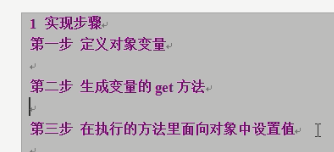 1 实现步骤
第一步 定义对象变量
第二步 生成变量的 get 方法
第三步 在执行的方法里面向对象中设置值